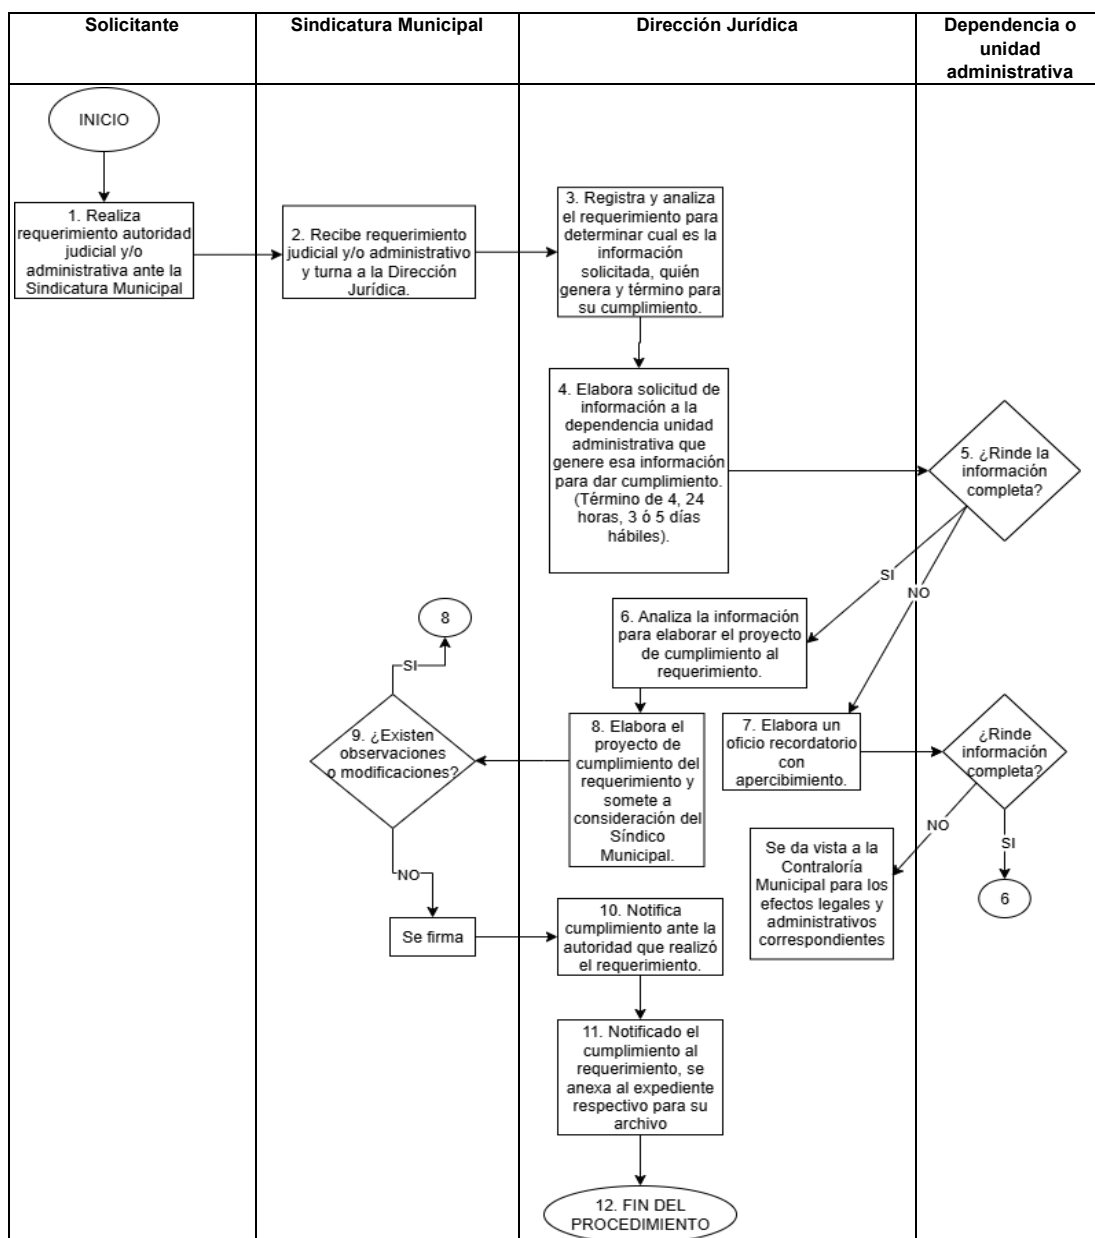 Solicitante
Sindicatura Municipal
Dirección Jurídica
Dependencia o
unidad
administrativa
INICIO
1. Realiza
requerimiento autoridad
judicial y/o
administrativa ante la
Sindicatura Municipal
2. Recibe requerimiento
judicial y/o administrativo
y turna a la Dirección
Jurídica.
3. Registra y analiza
el requerimiento para
determinar cual es la
información
solicitada, quién
genera y término para
su cumplimiento.
4. Elabora solicitud de
información a la
dependencia unidad
administrativa que
genere esa información
para dar cumplimiento.
(Término de 4, 24
horas, 3 ó 5 días
hábiles).
5. ¿Rinde la
información
completa?
SI
NO
6. Analiza la información
para elaborar el proyecto
de cumplimiento al
requerimiento.
7. Elabora un
oficio recordatorio
con
apercibimiento.
¿Rinde
información
completa?
NO
SI
6
Se da vista a la
Contraloría
Municipal para los
efectos legales y
administrativos
correspondientes
8. Elabora el
proyecto de
cumplimiento del
requerimiento y
somete a
consideración del
Síndico
Municipal.
9. ¿Existen
observaciones
o modificaciones?
SI
8
NO
Se firma
10. Notifica
cumplimiento ante la
autoridad que realizó
el requerimiento.
11. Notificado el
cumplimiento al
requerimiento, se
anexa al expediente
respectivo para su
archivo
12. FIN DEL
PROCEDIMIENTO